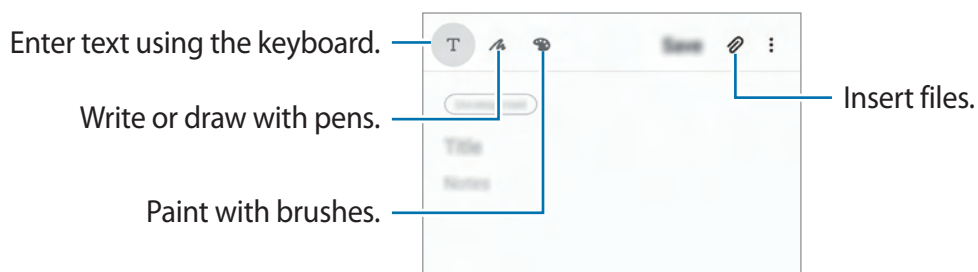 Enter text using the keyboard.
T
Save
Insert files.
Write or draw with pens.
Title
Notes
Paint with brushes.